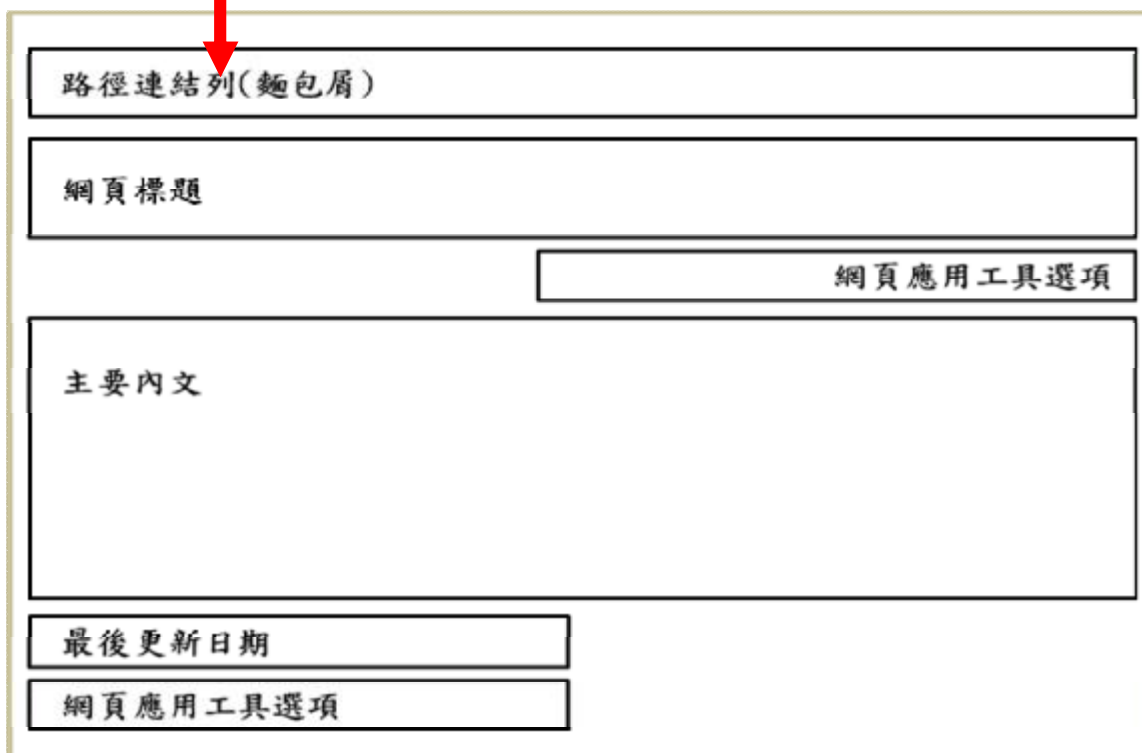 路徑連結列(麵包屑)
網頁標題
網頁應用工具選項
主要內文
最後更新日期
網頁應用工具選項